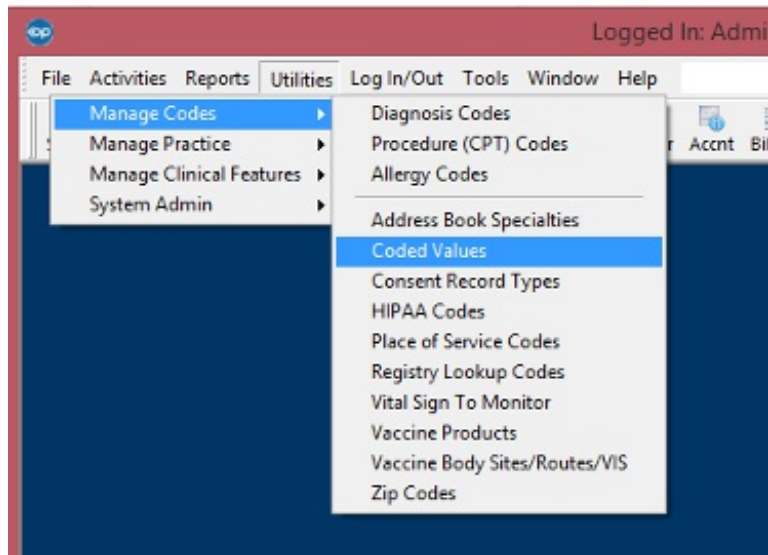 Logged In: Admi
File Activities Reports Utilities Log In/Out Tools Window Help
Manage Codes
Manage Practice
Manage Clinical Features
System Admin
Diagnosis Codes
Procedure (CPT) Codes
Allergy Codes
Address Book Specialties
Coded Values
Consent Record Types
HIPAA Codes
Place of Service Codes
Registry Lookup Codes
Vital Sign To Monitor
Vaccine Products
Vaccine Body Sites/Routes/VIS
Zip Codes
r Accnt Bil